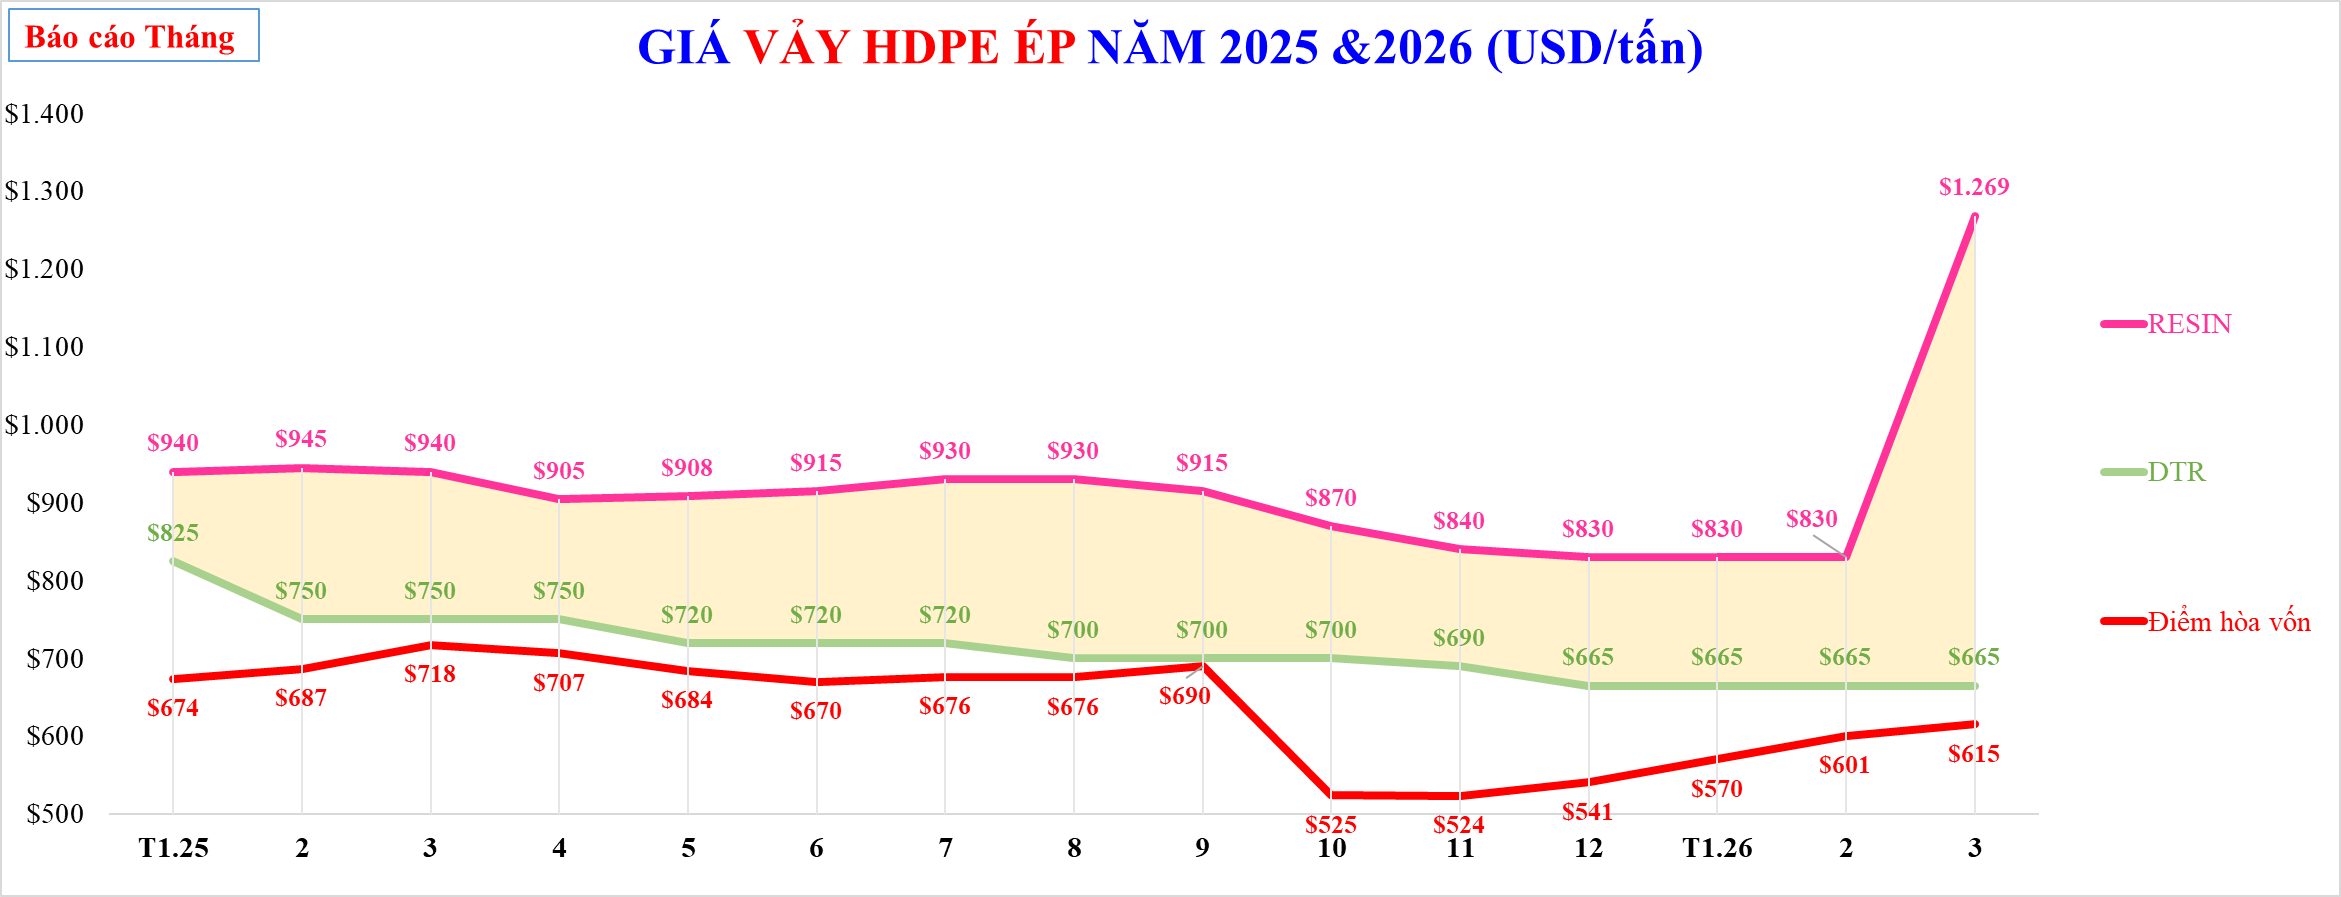 Báo cáo Tháng
GIÁ VẢY HDPE ÉP NĂM 2025 &2026 (USD/tấn)
$1.400
$1.300
$1.200
$1.100
$1.000
$900
$800
$700
$600
$500
$940 $945 $940 $905 $908 $915 $930 $930 $915 $870 $840 $830 $830 $830 $1.269
$825 $750 $750 $750 $720 $720 $720 $700 $700 $700 $690 $665 $665 $665 $665
$674 $687 $718 $707 $684 $670 $676 $676 $690 $525 $524 $541 $570 $601 $615
T1.25 2 3 4 5 6 7 8 9 10 11 12 T1.26 2 3
RESIN
DTR
Điểm hòa vốn